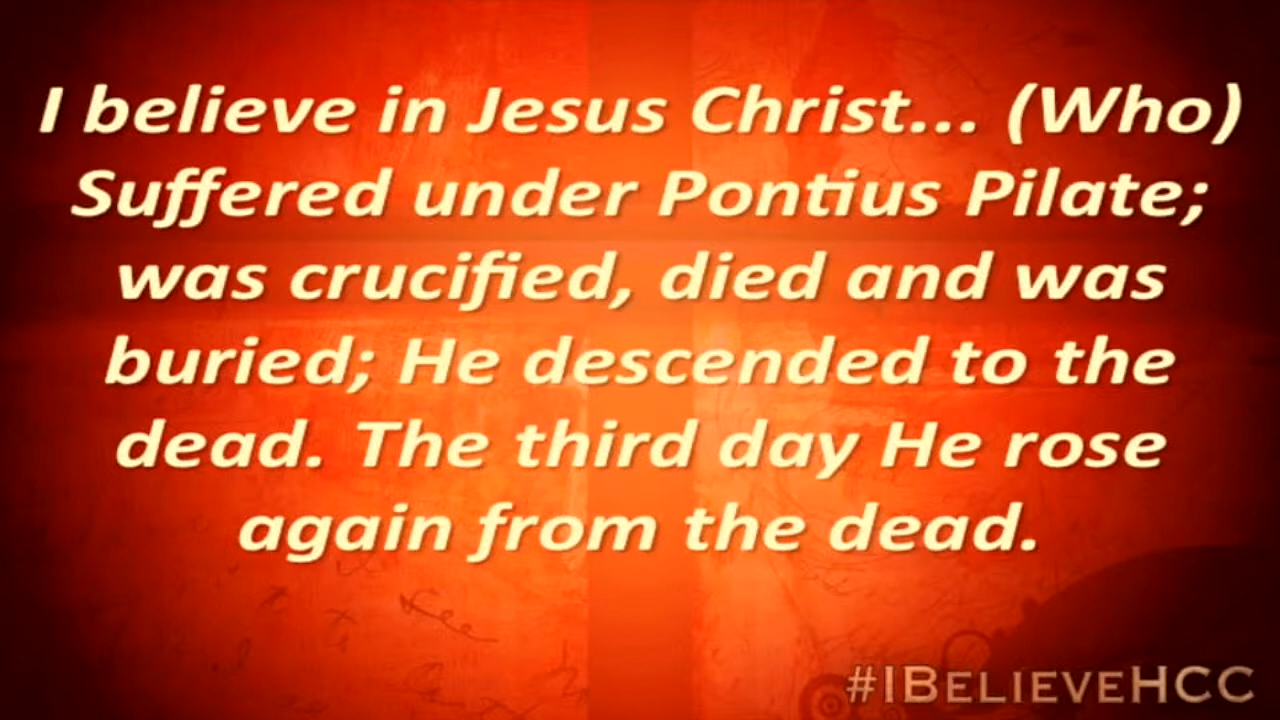 I believe in Jesus Christ... (Who)
Suffered under Pontius Pilate;
was crucified, died and was
buried; He descended to the
dead. The third day He rose
again from the dead.
#IBELIEVEHCC